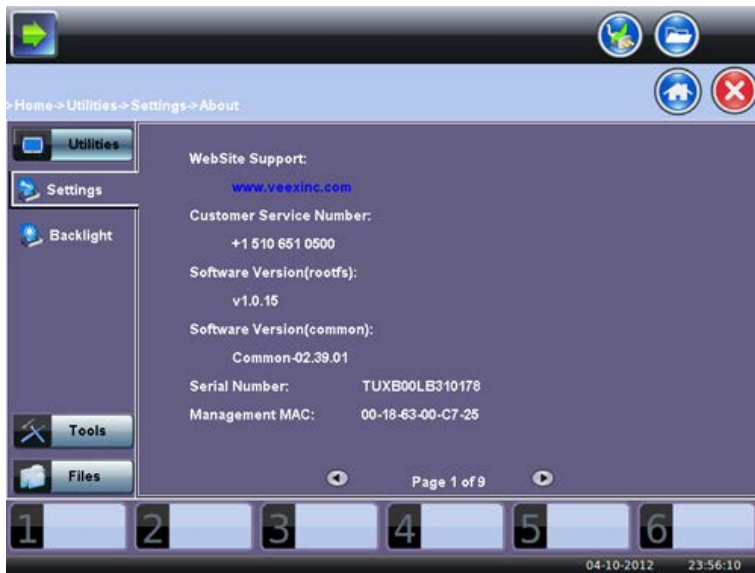 >Home->Utilities->Settings->About
Utilities
Settings
Backlight
Tools
Files
WebSite Support:
www.veexinc.com
Customer Service Number:
+1 510 651 0500
Software Version(rootfs):
v1.0.15
Software Version(common):
Common-02.39.01
Serial Number: TUXB00LB310178
Management MAC: 00-18-63-00-C7-25
Page 1 of 9
1 2 3 4 5 6
04-10-2012 23:56:10